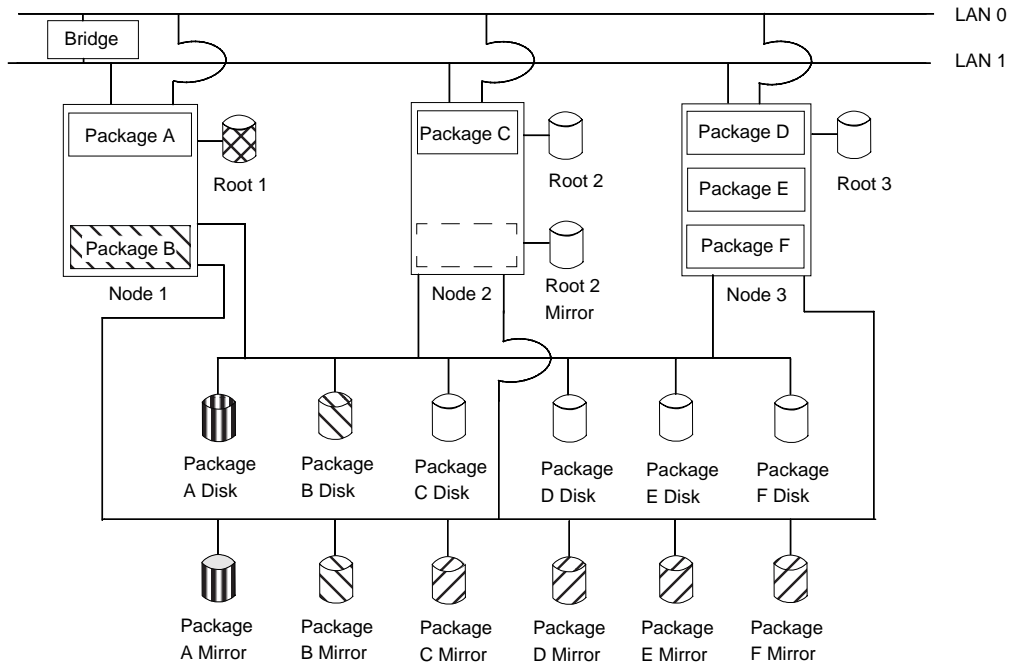 LAN 0
Bridge
LAN 1
Package A
Root 1
Package B
Node 1
Package C
Root 2
Root 2
Mirror
Node 2
Package D
Root 3
Package E
Package F
Node 3
Package
A Disk
Package
B Disk
Package
C Disk
Package
D Disk
Package
E Disk
Package
F Disk
Package
A Mirror
Package
B Mirror
Package
C Mirror
Package
D Mirror
Package
E Mirror
Package
F Mirror